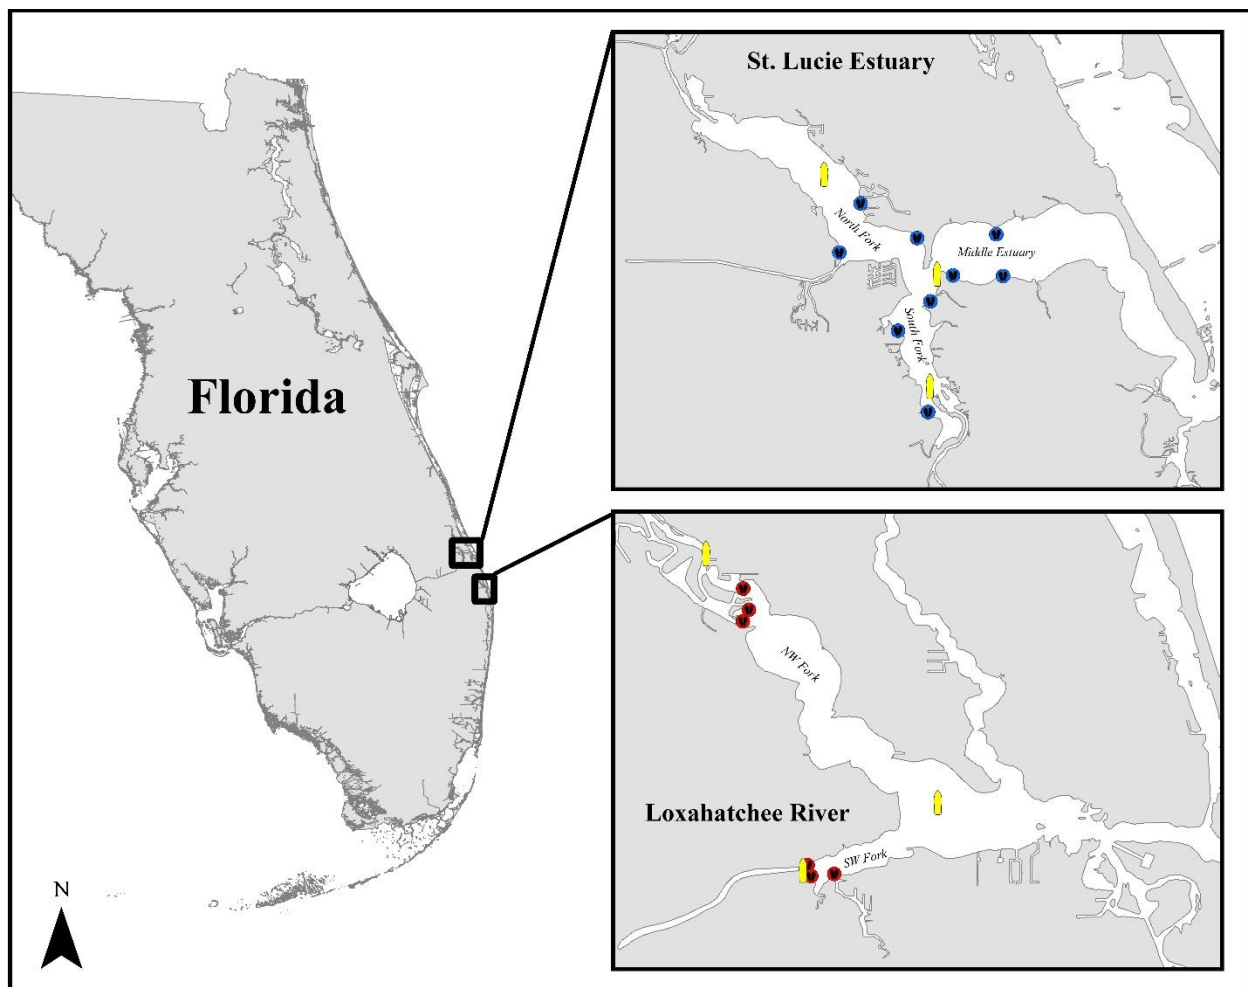 St. Lucie Estuary
North Fork
Middle Estuary
South Fork
Florida
NW Fork
Loxahatchee River
SW Fork
N